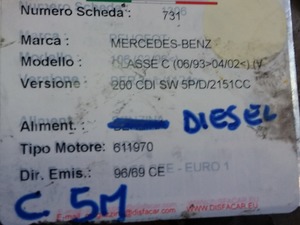 Numero Scheda: 731
Marca : MERCEDES-BENZ
Modello : CLASSE C (06/93>04/02<) IV
Versione : 200 CDI SW 5P/D/2151CC
Aliment. : DIESEL
Tipo Motore: 611970
Dir. Emis.: 96/69 CE - EURO 1
C 5M
www.DISFACAR.EU